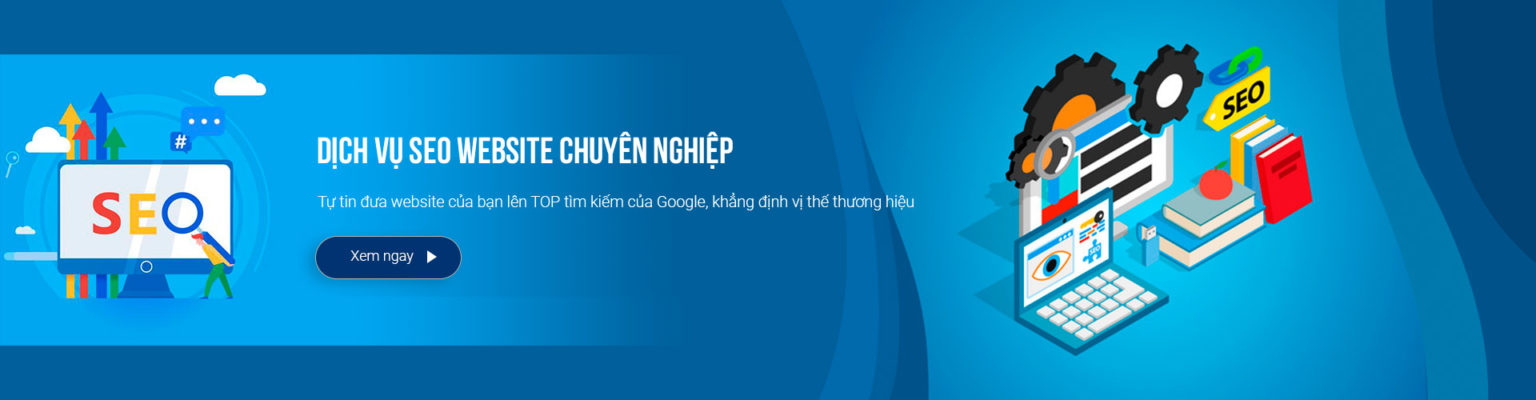 #
SEO
DỊCH VỤ SEO WEBSITE CHUYÊN NGHIỆP
Tự tin đưa website của bạn lên TOP tìm kiếm của Google, khẳng định vị thế thương hiệu
Xem ngay
SEO